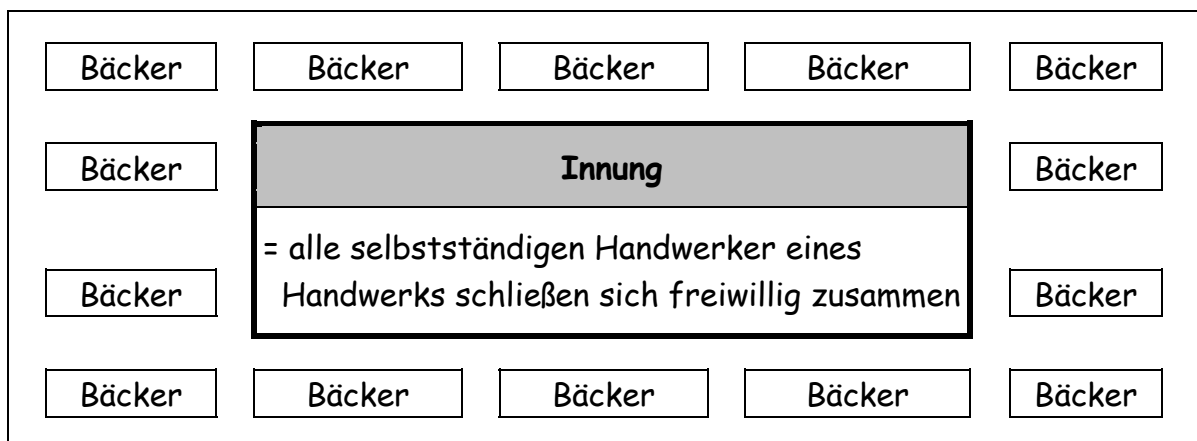 Bäcker Bäcker Bäcker Bäcker Bäcker
Bäcker Innung Bäcker
= alle selbstständigen Handwerker eines
Bäcker Handwerks schließen sich freiwillig zusammen Bäcker
Bäcker Bäcker Bäcker Bäcker Bäcker